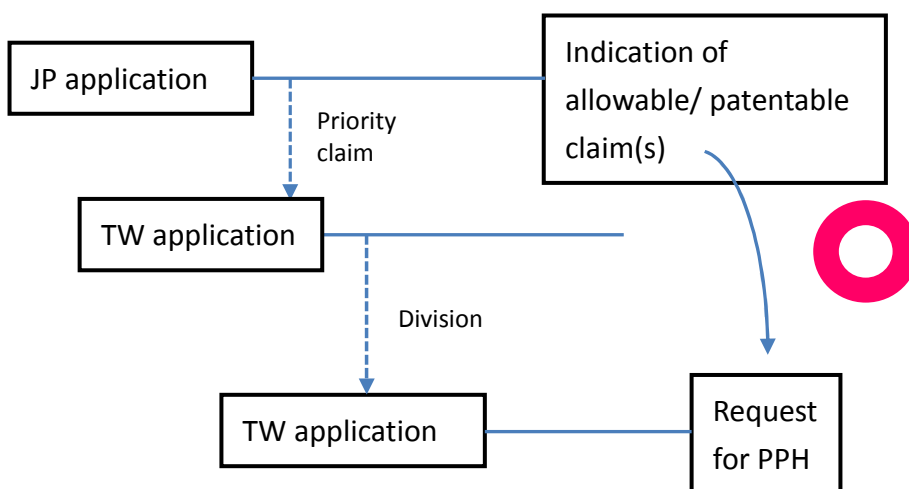 JP application
Indication of
allowable/ patentable
claim(s)
Priority
claim
TW application
Division
TW application
Request
for PPH